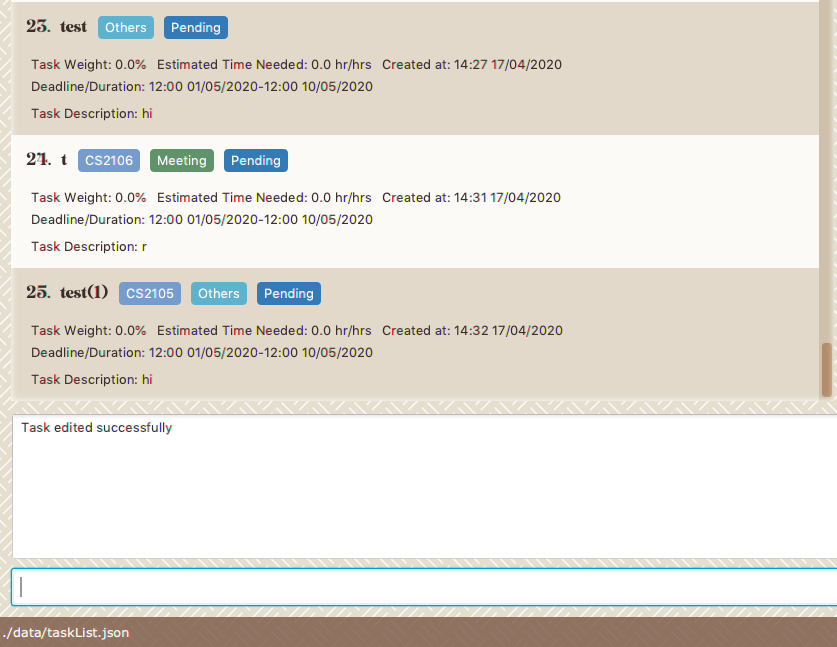 23. test Others Pending
Task Weight: 0.0% Estimated Time Needed: 0.0 hr/hrs Created at: 14:27 17/04/2020
Deadline/Duration: 12:00 01/05/2020-12:00 10/05/2020
Task Description: hi
24. t CS2106 Meeting Pending
Task Weight: 0.0% Estimated Time Needed: 0.0 hr/hrs Created at: 14:31 17/04/2020
Deadline/Duration: 12:00 01/05/2020-12:00 10/05/2020
Task Description: r
25. test(1) CS2105 Others Pending
Task Weight: 0.0% Estimated Time Needed: 0.0 hr/hrs Created at: 14:32 17/04/2020
Deadline/Duration: 12:00 01/05/2020-12:00 10/05/2020
Task Description: hi
Task edited successfully
./data/taskList.json